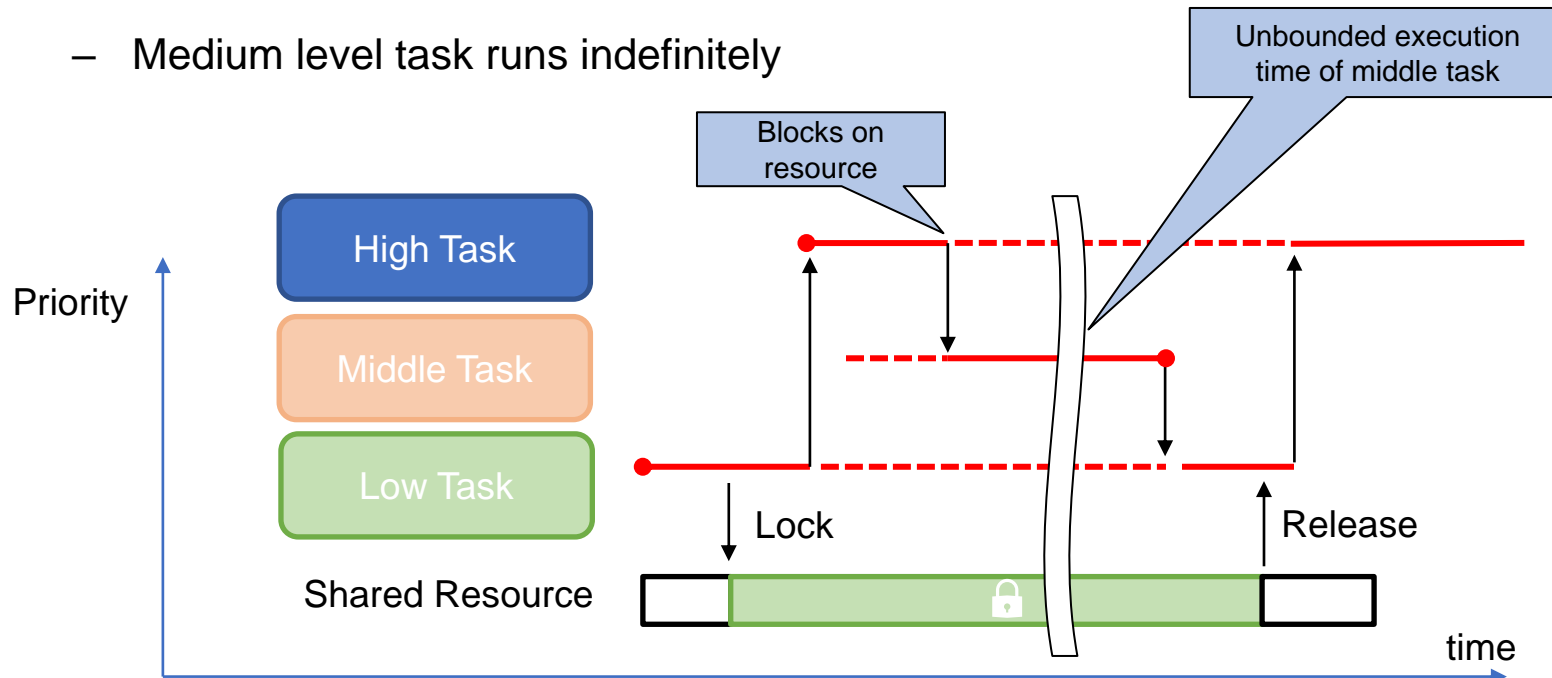 – Medium level task runs indefinitely
Unbounded execution
time of middle task
Blocks on
resource
High Task
Priority
Middle Task
Low Task
Lock
Release
Shared Resource
time